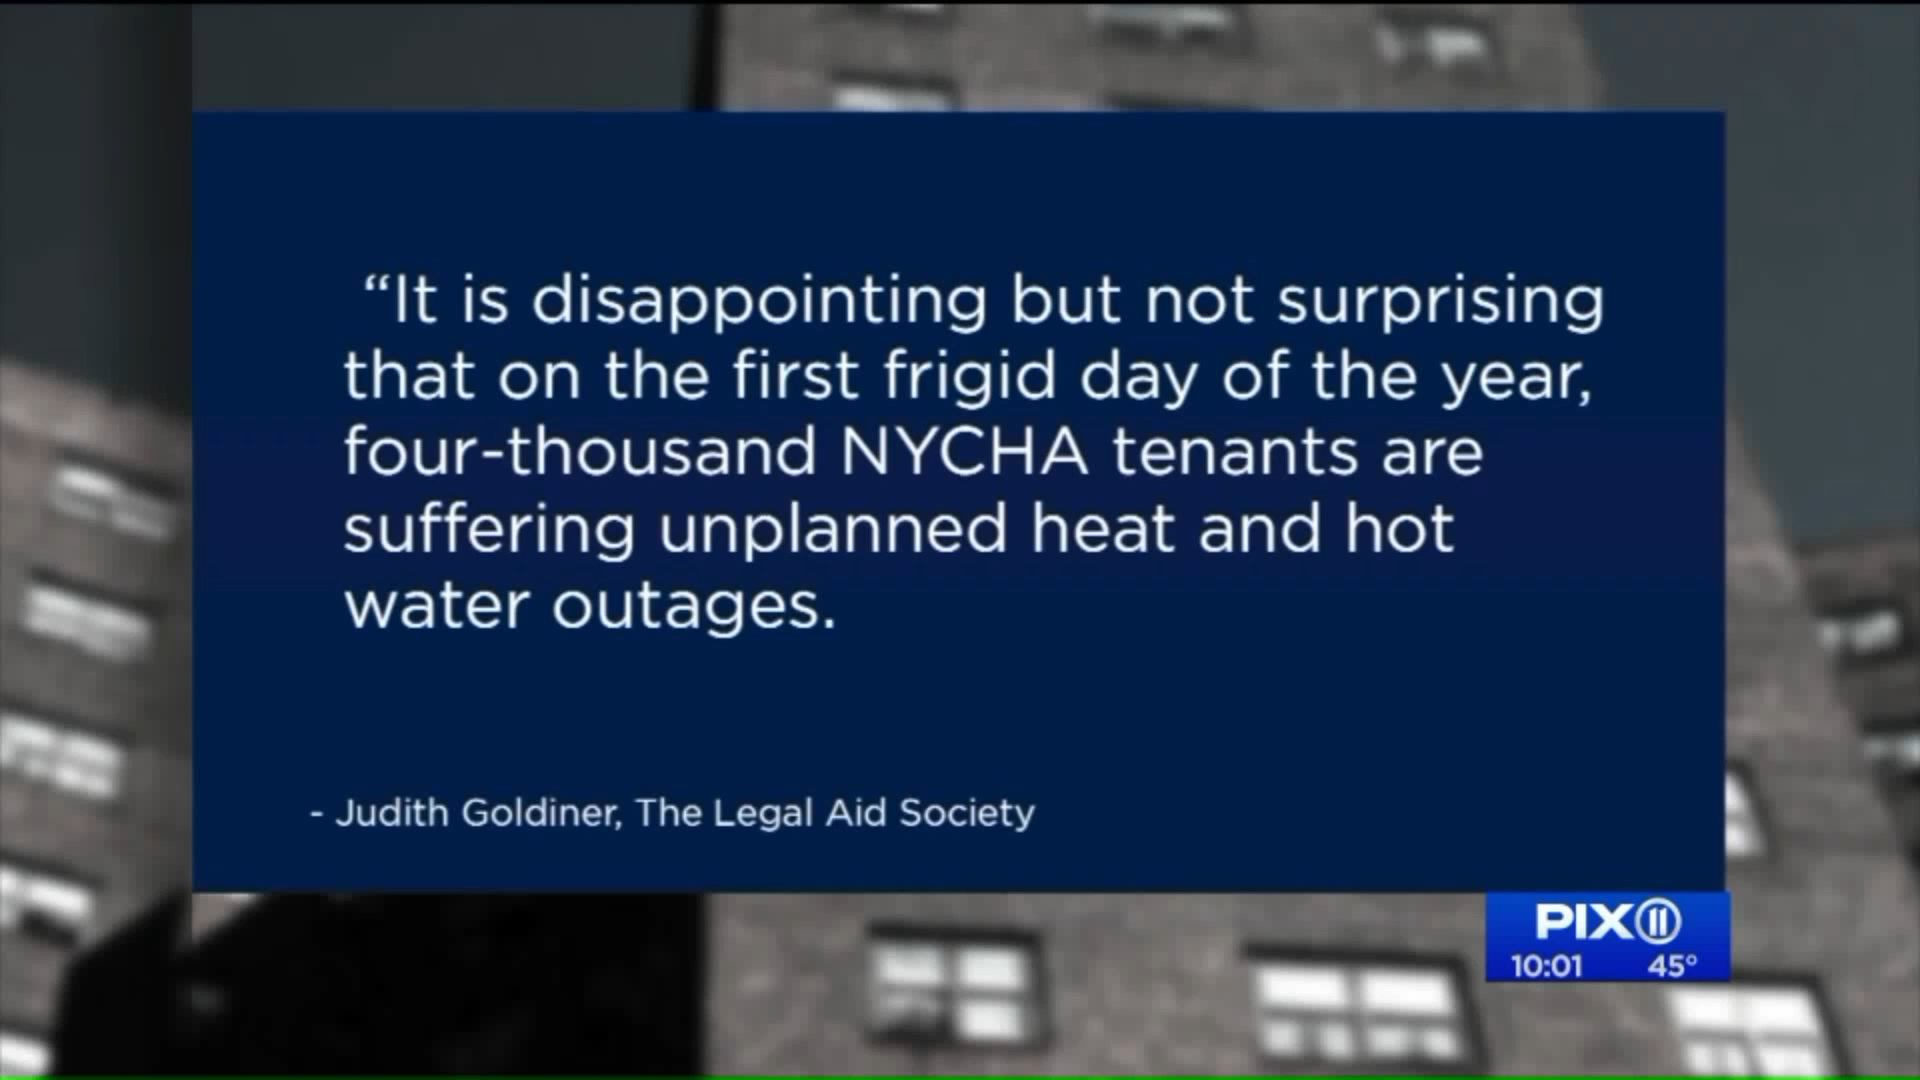 “It is disappointing but not surprising
that on the first frigid day of the year,
four-thousand NYCHA tenants are
suffering unplanned heat and hot
water outages.
- Judith Goldiner, The Legal Aid Society
PIX11
10:01 45°